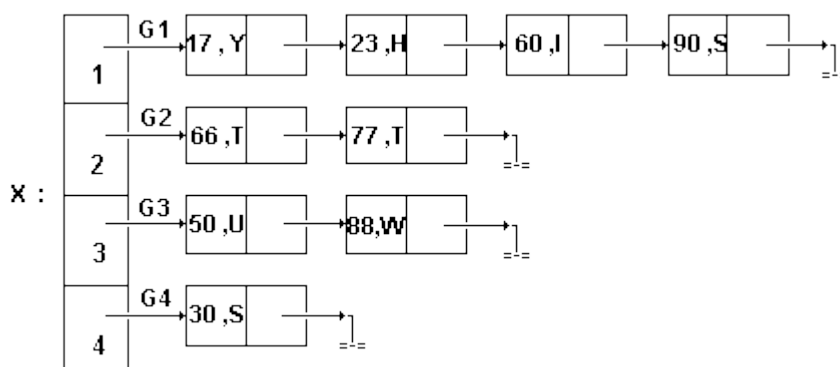 G1
17,Y 23,H 60,I 90,S
1
G2
66,T 77,T
2
X :
G3
50,U 88,W
3
G4
30,S
4